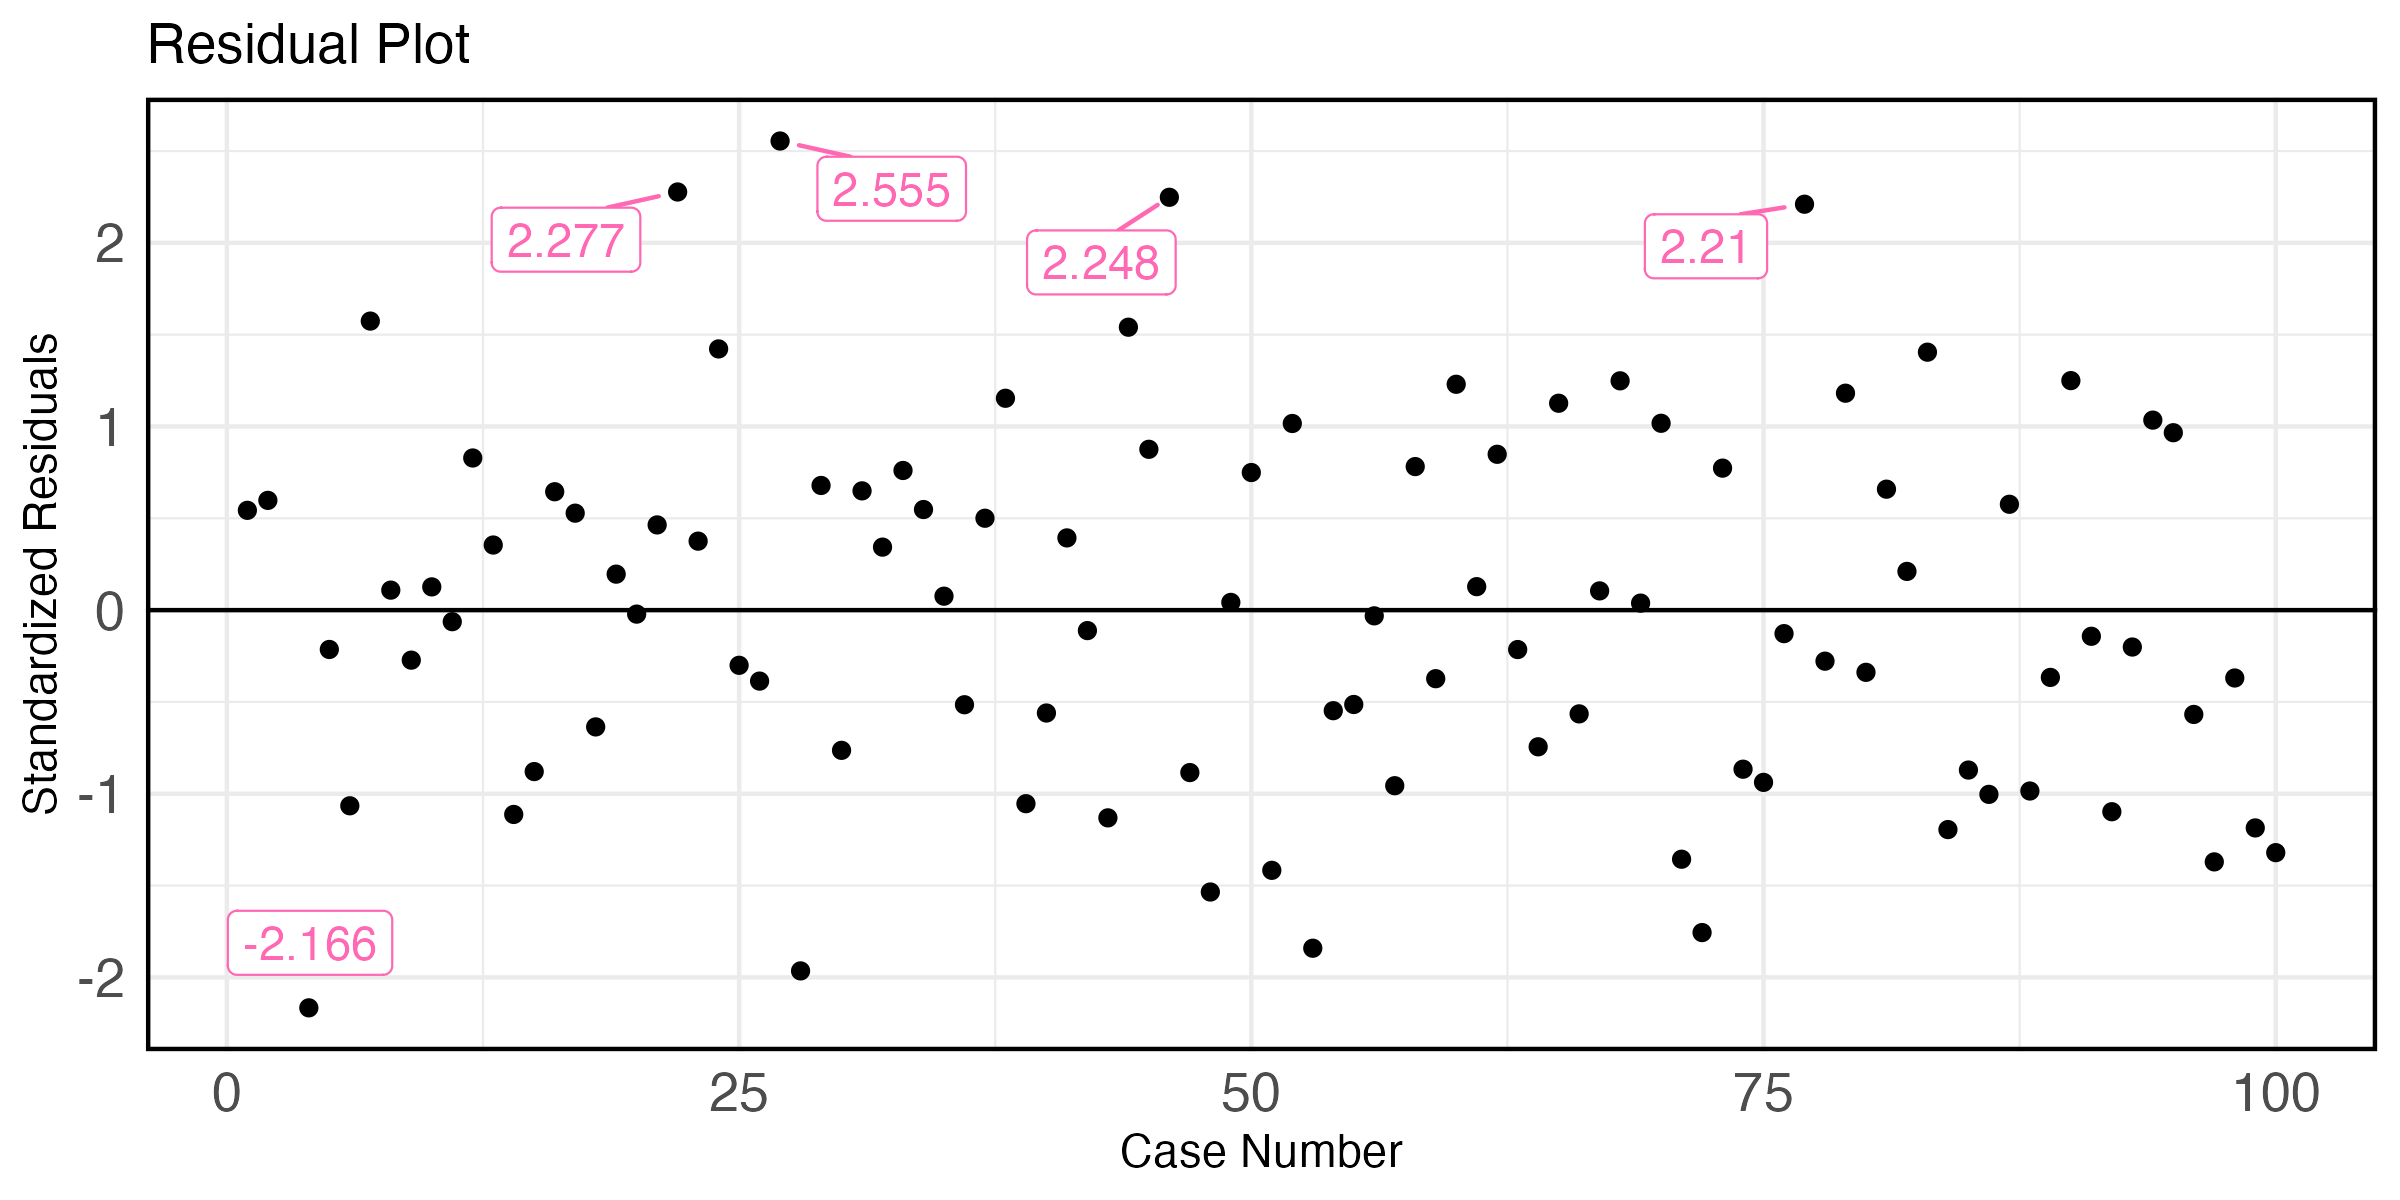 Residual Plot
2.555
2.277
2.248
2.21
-2.166
2
1
0
-1
-2
Standardized Residuals
0 25 50 75 100
Case Number